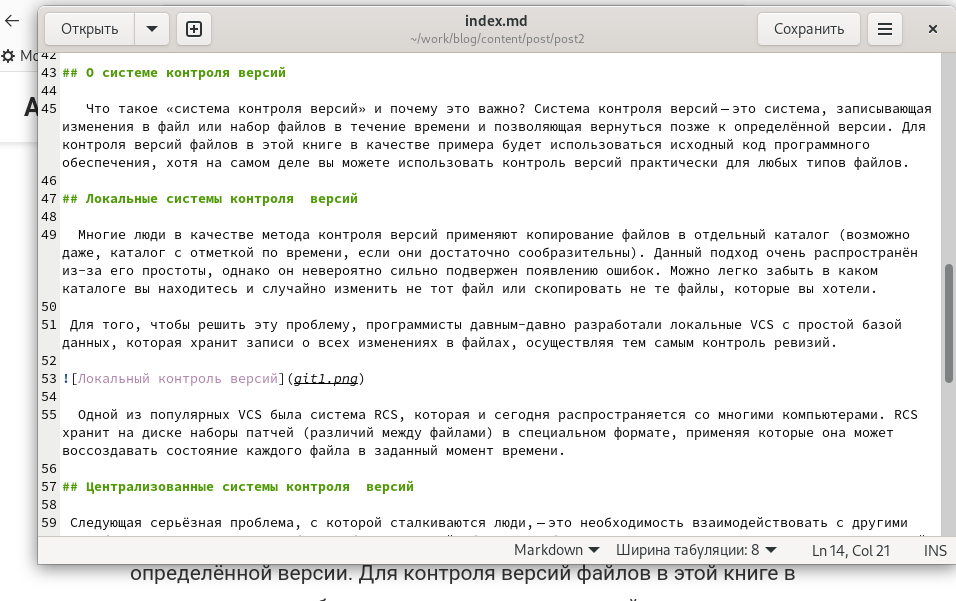 Открыть
index.md
~/work/blog/content/post/post2
Сохранить
Mo
A
42
43 ## О системе контроля версий
44
45 Что такое «система контроля версий» и почему это важно? Система контроля версий — это система, записывающая
изменения в файл или набор файлов в течение времени и позволяющая вернуться позже к определённой версии. Для
контроля версий файлов в этой книге в качестве примера будет использоваться исходный код программного
обеспечения, хотя на самом деле вы можете использовать контроль версий практически для любых типов файлов.
46
47 ## Локальные системы контроля  версий
48
49 Многие люди в качестве метода контроля версий применяют копирование файлов в отдельный каталог (возможно
даже, каталог с отметкой по времени, если они достаточно сообразительны). Данный подход очень распространён
из-за его простоты, однако он невероятно сильно подвержен появлению ошибок. Можно легко забыть в каком
каталоге вы находитесь и случайно изменить не тот файл или скопировать не те файлы, которые вы хотели.
50
51 Для того, чтобы решить эту проблему, программисты давным-давно разработали локальные VCS с простой базой
данных, которая хранит записи о всех изменениях в файлах, осуществляя тем самым контроль ревизий.
52
53 ![Локальный контроль версий](git1.png)
54
55 Одной из популярных VCS была система RCS, которая и сегодня распространяется со многими компьютерами. RCS
хранит на диске наборы патчей (различий между файлами) в специальном формате, применяя которые она может
воссоздавать состояние каждого файла в заданный момент времени.
56
57 ## Централизованные системы контроля  версий
58
59 Следующая серьёзная проблема, с которой сталкиваются люди, — это необходимость взаимодействовать с другими
Markdown
Ширина табуляции: 8
Ln 14, Col 21
INS
определённой версии. Для контроля версий файлов в этой книге в